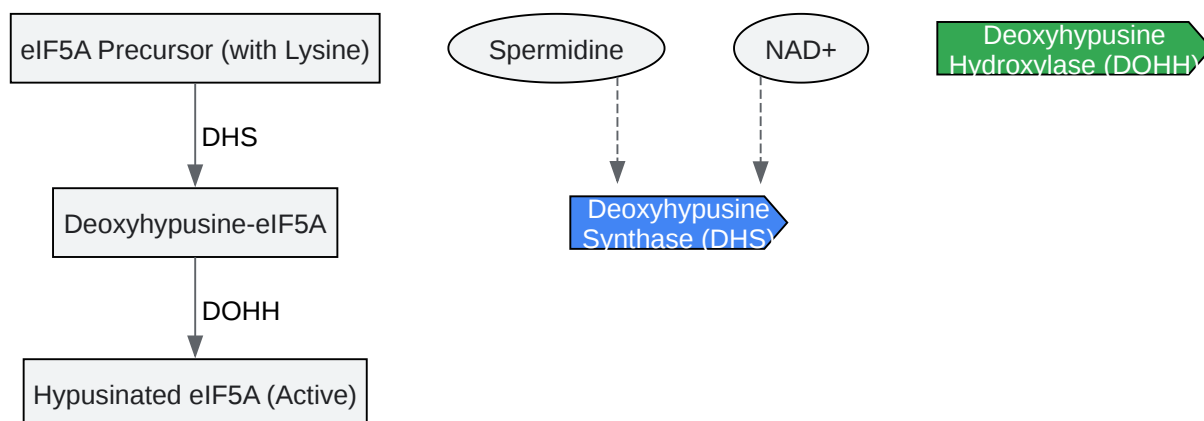 eIF5A Precursor (with Lysine)
Spermidine
NAD+
Deoxyhypusine
Hydroxylase (DOHH)
DHS
Deoxyhypusine-eIF5A
Deoxyhypusine
Synthase (DHS)
DOHH
Hypusinated eIF5A (Active)